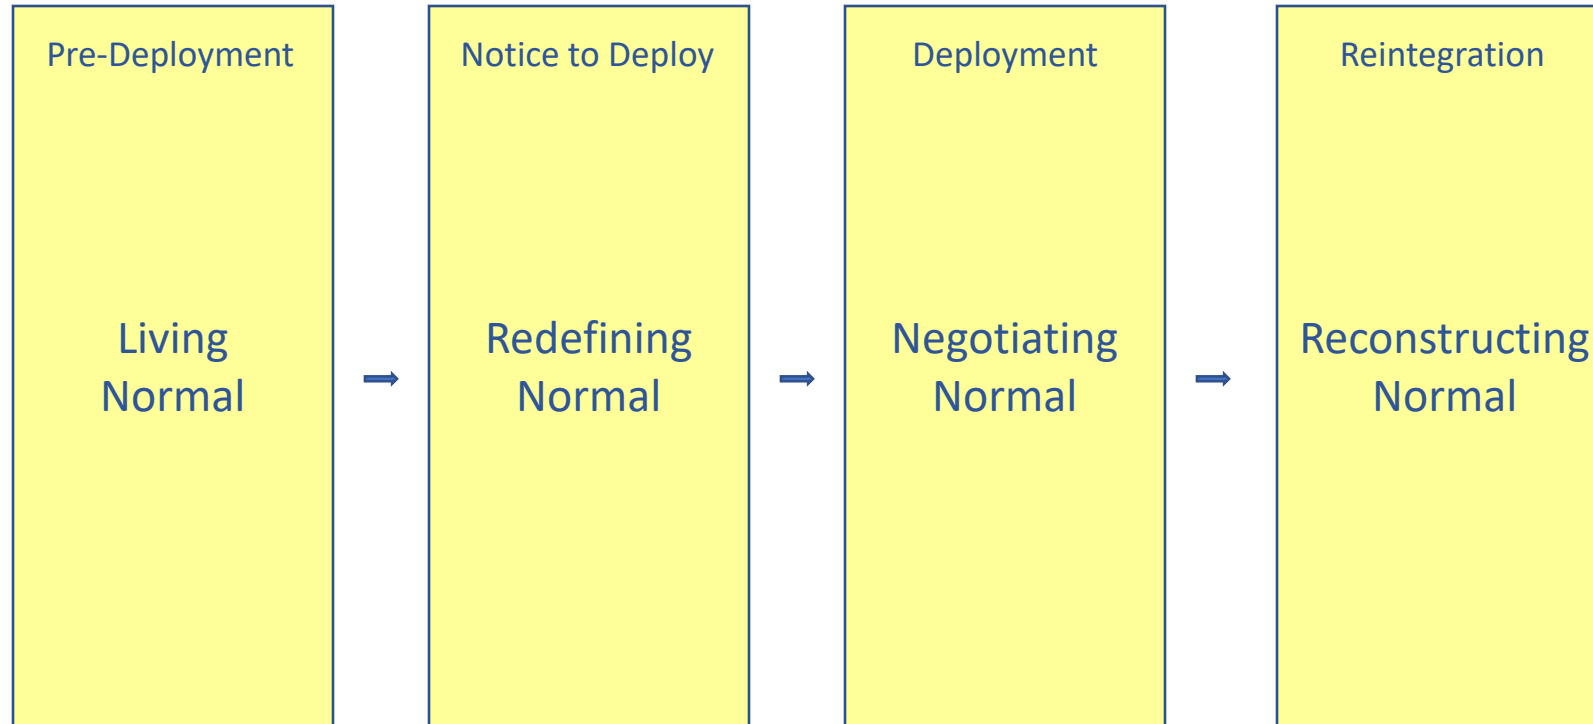 Pre-Deployment
Living
Normal
Notice to Deploy
Redefining
Normal
Deployment
Negotiating
Normal
Reintegration
Reconstructing
Normal